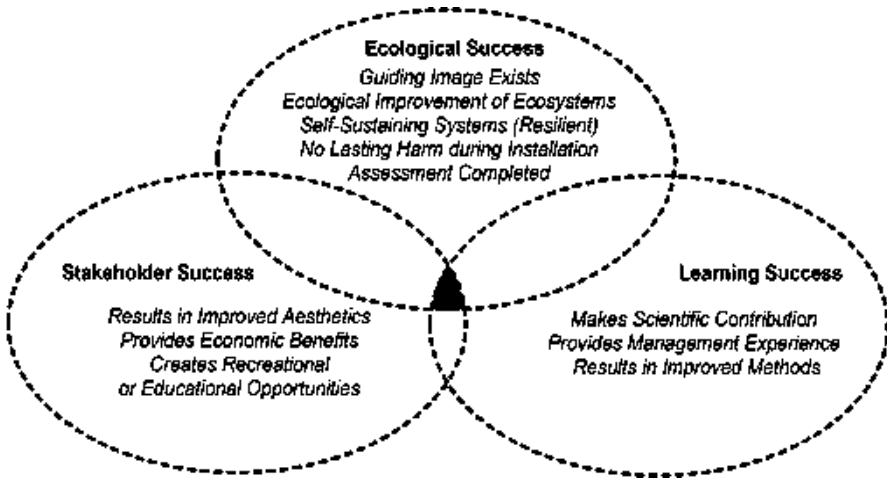 Ecological Success
Guiding Image Exists
Ecological Improvement of Ecosystems
Self-Sustaining Systems (Resilient)
No Lasting Harm during Installation
Assessment Completed
Stakeholder Success
Results in Improved Aesthetics
Provides Economic Benefits
Creates Recreational
or Educational Opportunities
Learning Success
Makes Scientific Contribution
Provides Management Experience
Results in Improved Methods